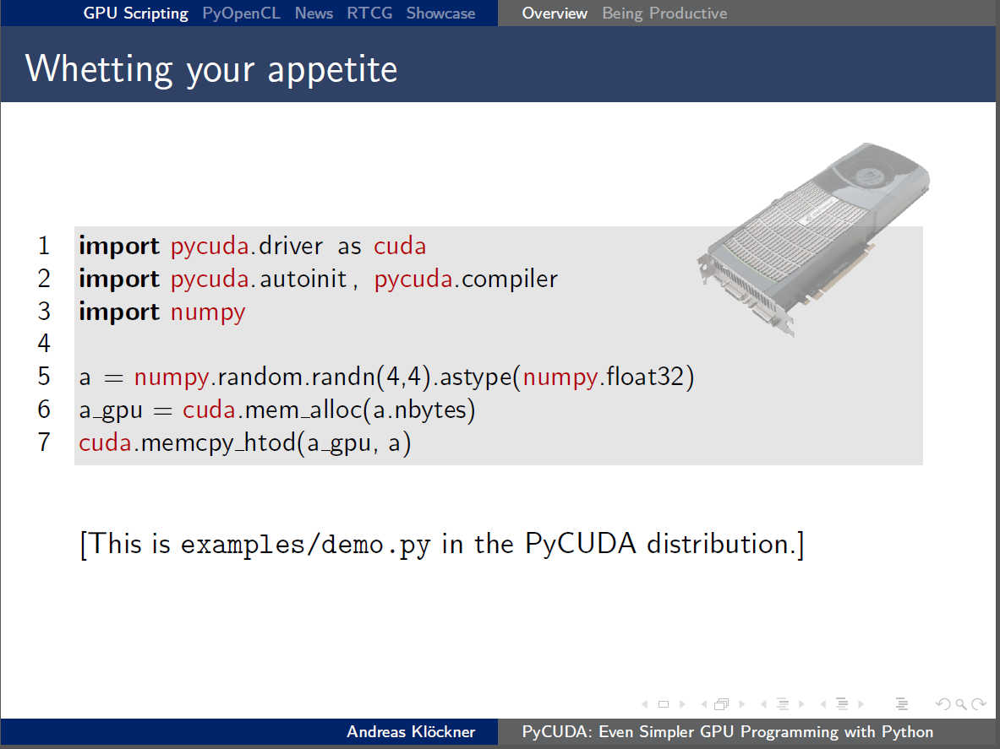 GPU Scripting PyOpenCL News RTCG Showcase Overview Being Productive
Whetting your appetite
1 import pycuda.driver as cuda
2 import pycuda.autoinit, pycuda.compiler
3 import numpy
4
5 a = numpy.random.randn(4,4).astype(numpy.float32)
6 a_gpu = cuda.mem_alloc(a.nbytes)
7 cuda.memcpy_htod(a_gpu, a)
[This is examples/demo.py in the PyCUDA distribution.]
Andreas Klöckner PyCUDA: Even Simpler GPU Programming with Python